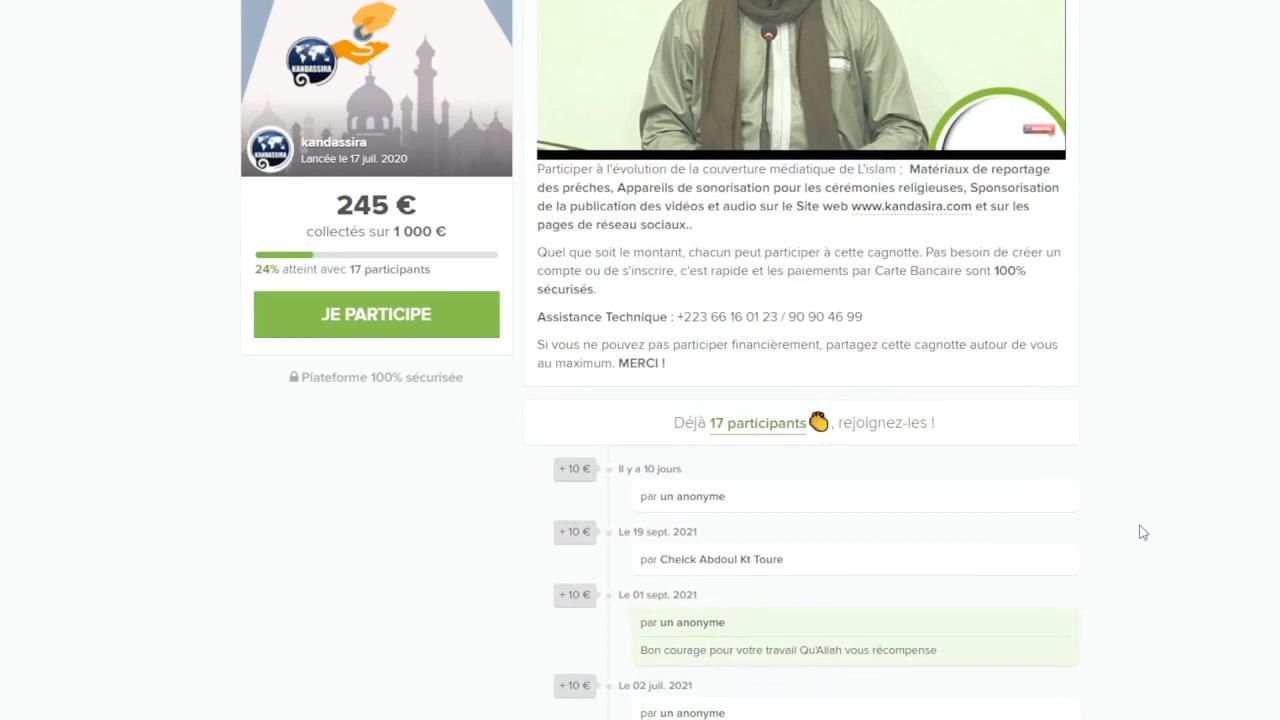 KANDASSIRA
KANDASSIRA
kandassira
Lancée le 17 juil. 2020
245 €
collectés sur 1 000 €
24% atteint avec 17 participants
JE PARTICIPE
Plateforme 100% sécurisée
Participer à l'évolution de la couverture médiatique de L'islam ; Matériaux de reportage
des prêches, Appareils de sonorisation pour les cérémonies religieuses, Sponsorisation
de la publication des vidéos et audio sur le Site web www.kandasira.com et sur les
pages de réseau sociaux..
Quel que soit le montant, chacun peut participer à cette cagnotte. Pas besoin de créer un
compte ou de s'inscrire, c'est rapide et les paiements par Carte Bancaire sont 100%
sécurisés.
Assistance Technique : +223 66 16 01 23 / 90 90 46 99
Si vous ne pouvez pas participer financièrement, partagez cette cagnotte autour de vous
au maximum. MERCI !
Déjà 17 participants , rejoignez-les !
+ 10 € Il y a 10 jours
par un anonyme
+ 10 € Le 19 sept. 2021
par Cheick Abdoul Kt Toure
+ 10 € Le 01 sept. 2021
par un anonyme
Bon courage pour votre travail Qu'Allah vous récompense
+ 10 € Le 02 juil. 2021
par un anonyme